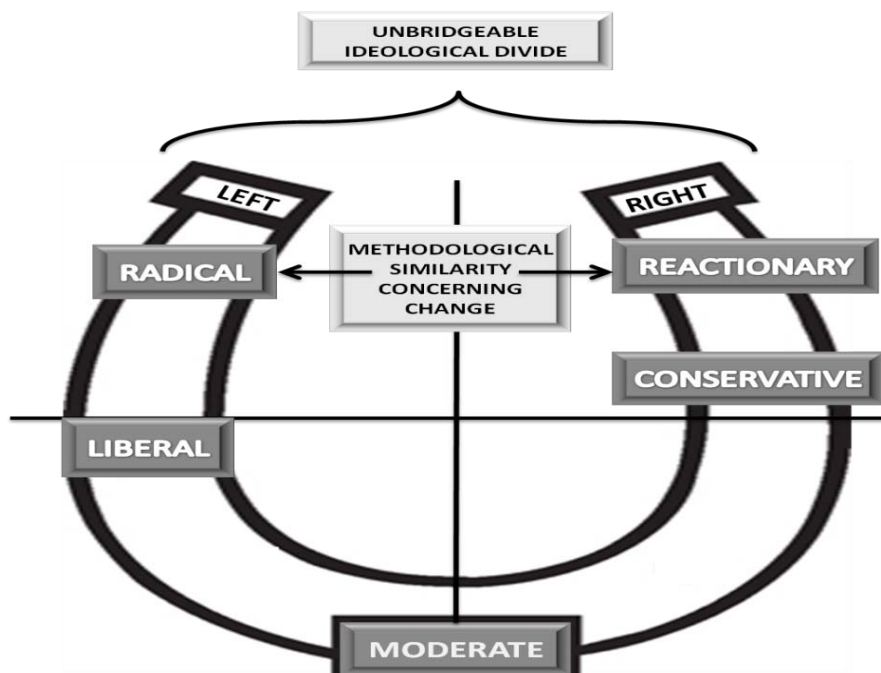 UNBRIDGEABLE
IDEOLOGICAL DIVIDE
LEFT
RIGHT
METHODOLOGICAL
SIMILARITY
CONCERNING
CHANGE
RADICAL
REACTIONARY
CONSERVATIVE
LIBERAL
MODERATE